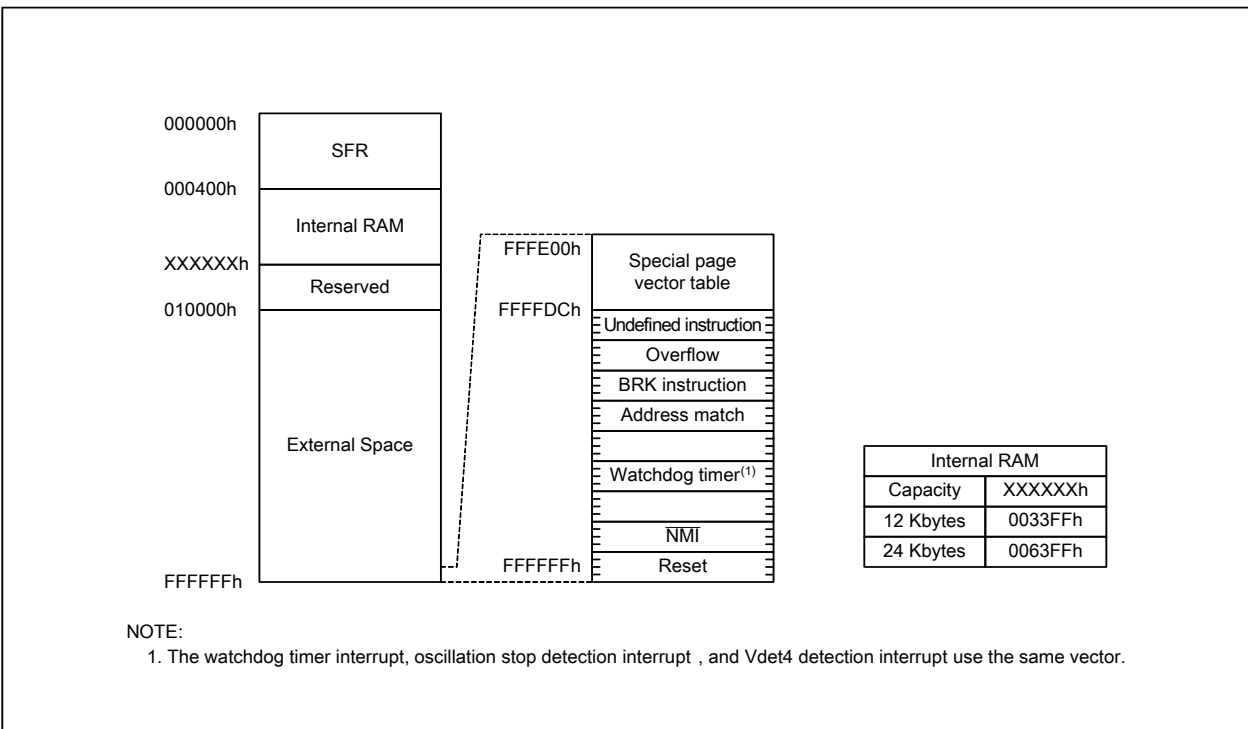 000000h
SFR
000400h
Internal RAM
XXXXXXh
Reserved
010000h
External Space
FFFFFFh
FFFE00h
Special page
vector table
FFFFDCh
Undefined instruction
Overflow
BRK instruction
Address match
Watchdog timer(1)
NMI
FFFFFFh
Reset
Internal RAM
Capacity XXXXXXh
12 Kbytes 0033FFh
24 Kbytes 0063FFh
NOTE:
1. The watchdog timer interrupt, oscillation stop detection interrupt , and Vdet4 detection interrupt use the same vector.